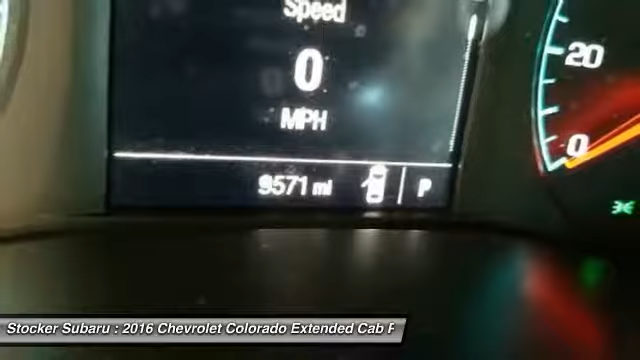 Speed
0
MPH
20
0
9571 mi P
Stocker Subaru : 2016 Chevrolet Colorado Extended Cab